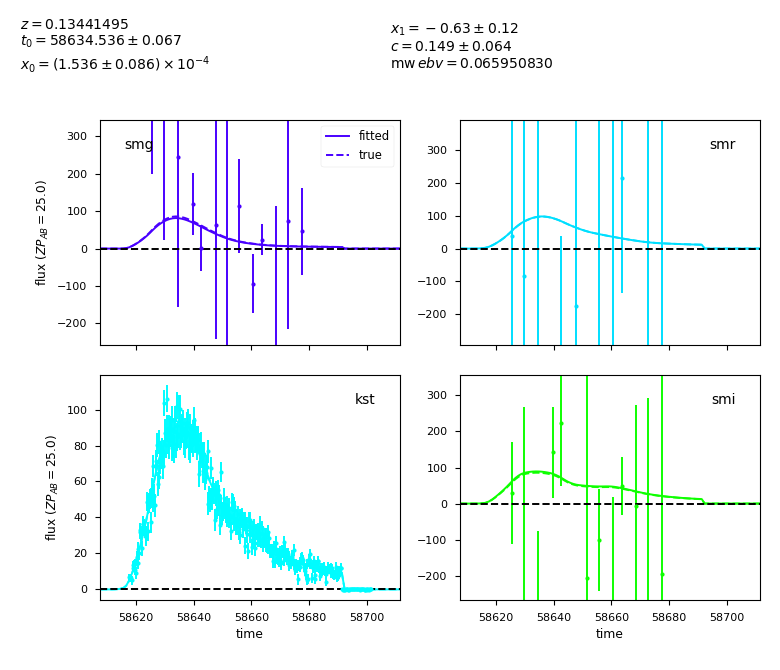 z = 0.13441495
t₀ = 58634.536 ± 0.067
x₀ = (1.536 ± 0.086) × 10⁻⁴
x₁ = −0.63 ± 0.12
c = 0.149 ± 0.064
mw ebv = 0.065950830
smg
fitted
true
300
200
100
0
−100
−200
flux (ZP_AB = 25.0)
smr
300
200
100
0
−100
−200
kst
100
80
60
40
20
0
flux (ZP_AB = 25.0)
58620 58640 58660 58680 58700
time
smi
300
200
100
0
−100
−200
58620 58640 58660 58680 58700
time